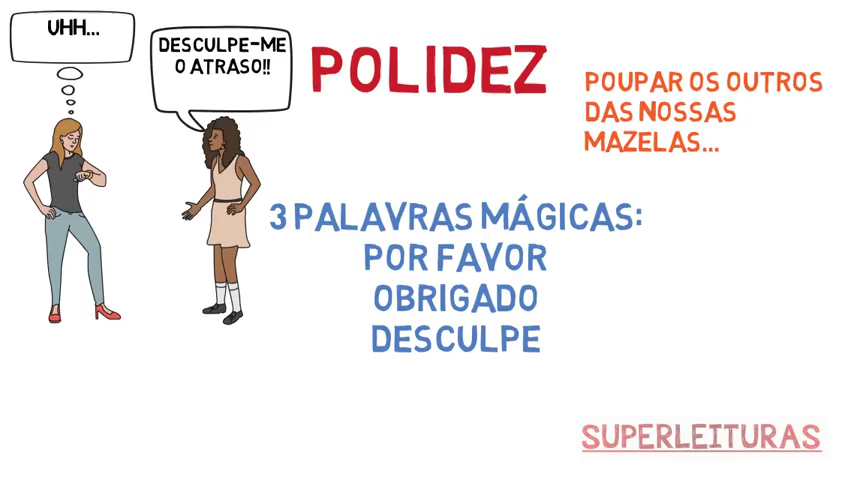 UHH...
DESCULPE-ME
O ATRASO!!
POLIDEZ
POUPAR OS OUTROS
DAS NOSSAS
MAZELAS...
3 PALAVRAS MÁGICAS:
POR FAVOR
OBRIGADO
DESCULPE
SUPERLEITURAS